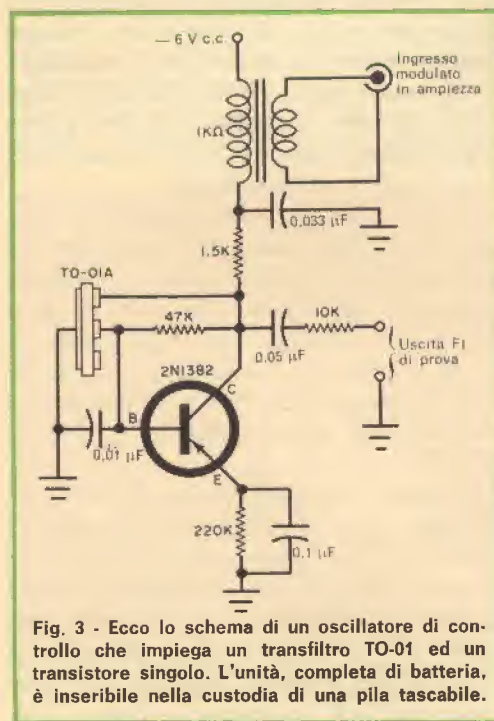 — 6 V c.c.
Ingresso
modulato
in ampiezza
1KΩ
0,033 µF
1.5K
TO-01A
47K
10K
0,05 µF
2N1382
C
Uscita FI
di prova
B
0,01 µF
E
220K
0,1 µF
Fig. 3 - Ecco lo schema di un oscillatore di con-
trollo che impiega un transfiltro TO-01 ed un
transistore singolo. L'unità, completa di batteria,
è inseribile nella custodia di una pila tascabile.